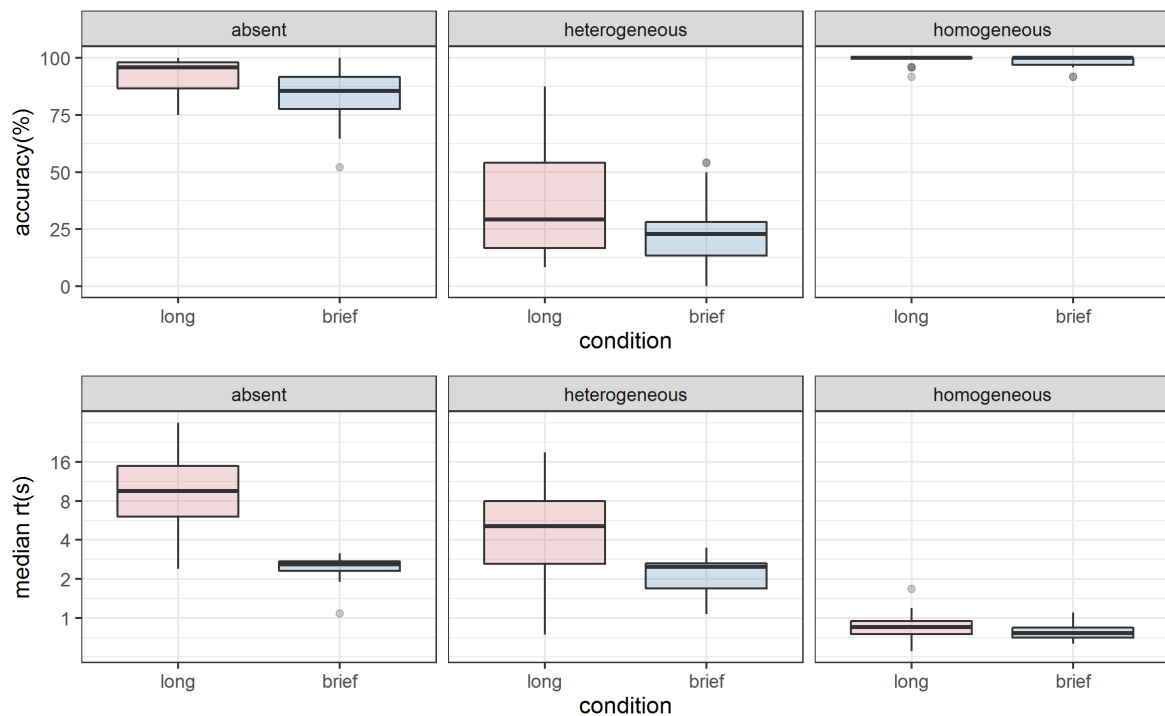 absent heterogeneous homogeneous
accuracy(%)
100
75
50
25
0
long brief long brief long brief
condition
absent heterogeneous homogeneous
median rt(s)
16
8
4
2
1
long brief long brief long brief
condition